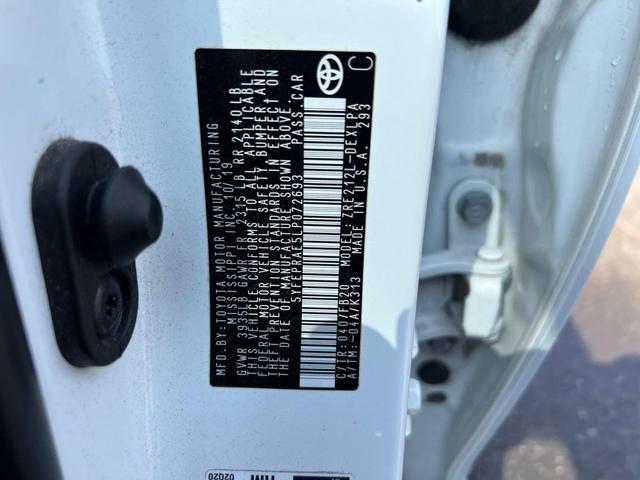 MFD.BY: TOYOTA MOTOR MANUFACTURING
MISSISSIPPI, INC. 10/19
GVWR 3935LB GAWR FR 2315 LB RR 2140LB
THIS VEHICLE CONFORMS TO ALL APPLICABLE
FEDERAL MOTOR VEHICLE SAFETY, BUMPER, AND
THEFT PREVENTION STANDARDS IN EFFECT ON
THE DATE OF MANUFACTURE SHOWN ABOVE.
5YFEPRAE5LP072693 PASS.CAR
C/TR: 040/FB20 MODEL: ZRE212L-DEXLPA
A/TM: -04A/K313 MADE IN U.S.A. 293
C
02020